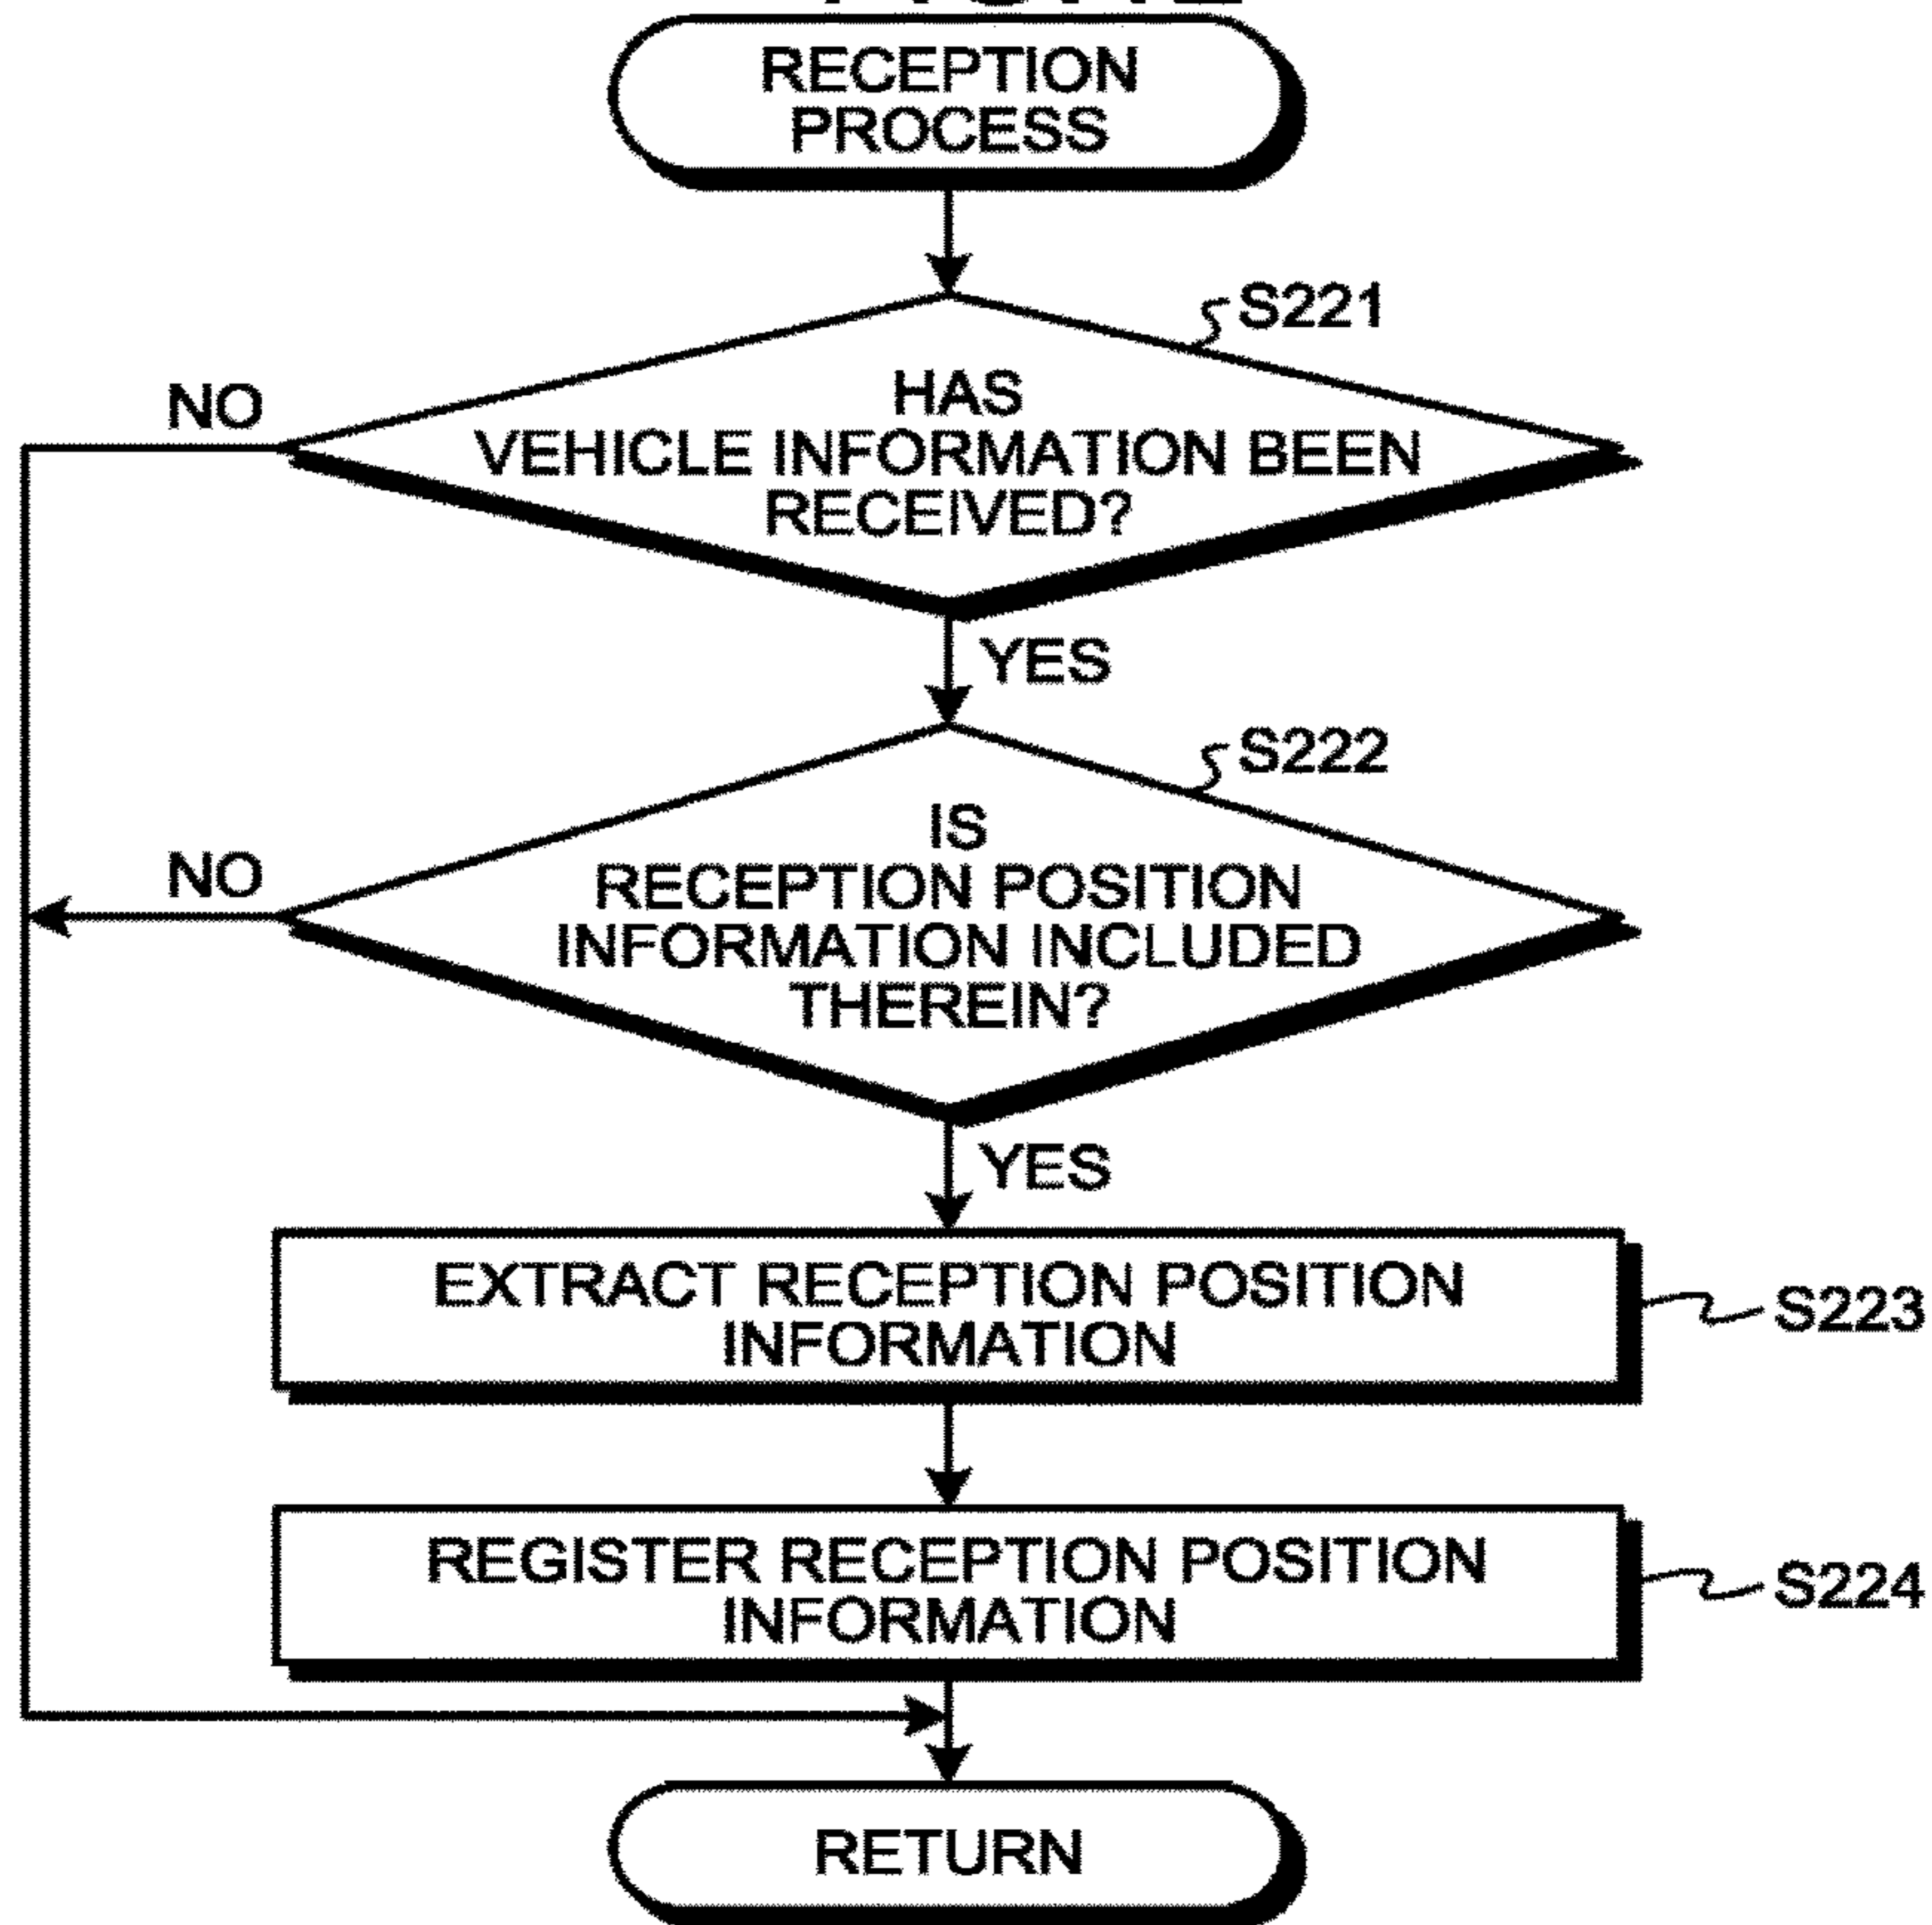 RECEPTION
PROCESS
S221
HAS
VEHICLE INFORMATION BEEN
RECEIVED?
NO
YES
S222
IS
RECEPTION POSITION
INFORMATION INCLUDED
THEREIN?
NO
YES
EXTRACT RECEPTION POSITION
INFORMATION
S223
REGISTER RECEPTION POSITION
INFORMATION
S224
RETURN